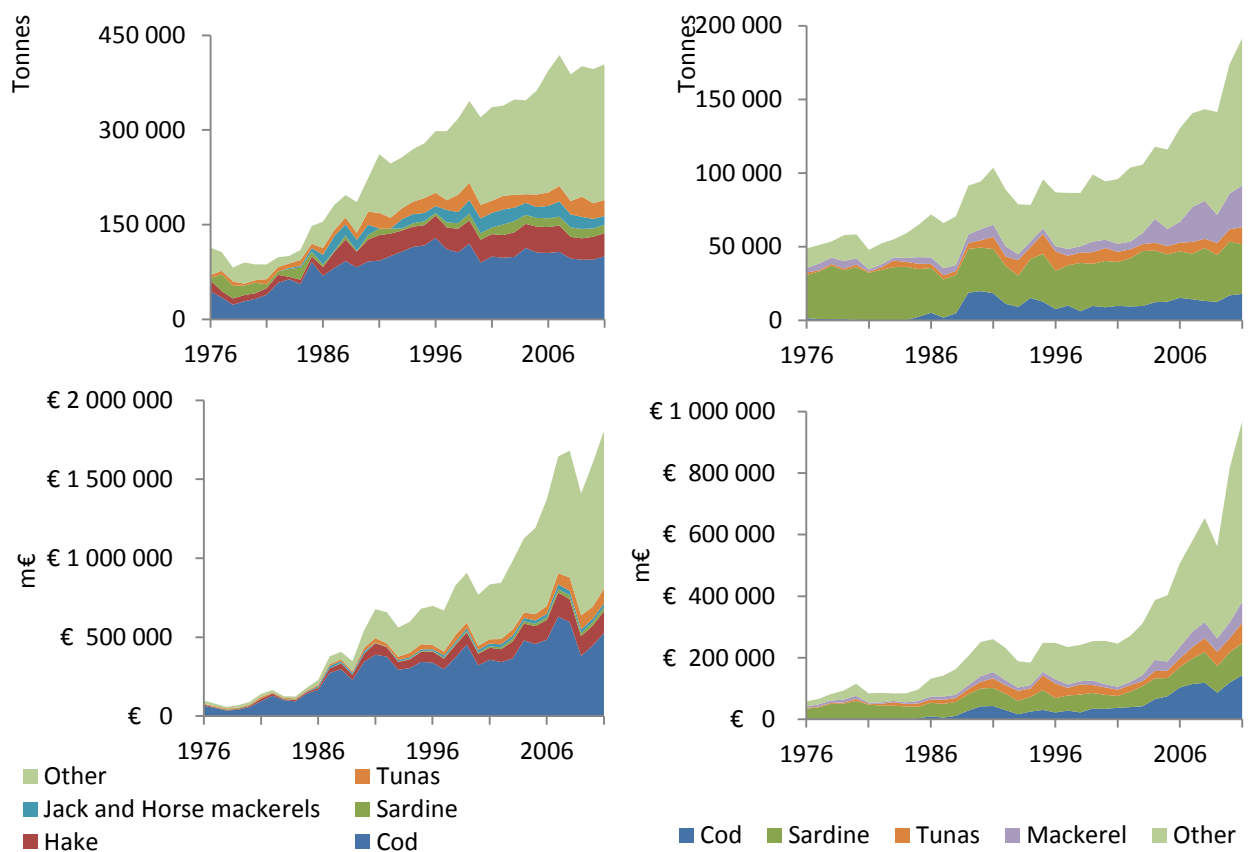 Tonnes
450 000
300 000
150 000
0
1976 1986 1996 2006
Tonnes
200 000
150 000
100 000
50 000
0
1976 1986 1996 2006
m€
€ 2 000 000
€ 1 500 000
€ 1 000 000
€ 500 000
€ 0
1976 1986 1996 2006
Other Tunas
Jack and Horse mackerels Sardine
Hake Cod
m€
€ 1 000 000
€ 800 000
€ 600 000
€ 400 000
€ 200 000
€ 0
1976 1986 1996 2006
Cod Sardine Tunas Mackerel Other